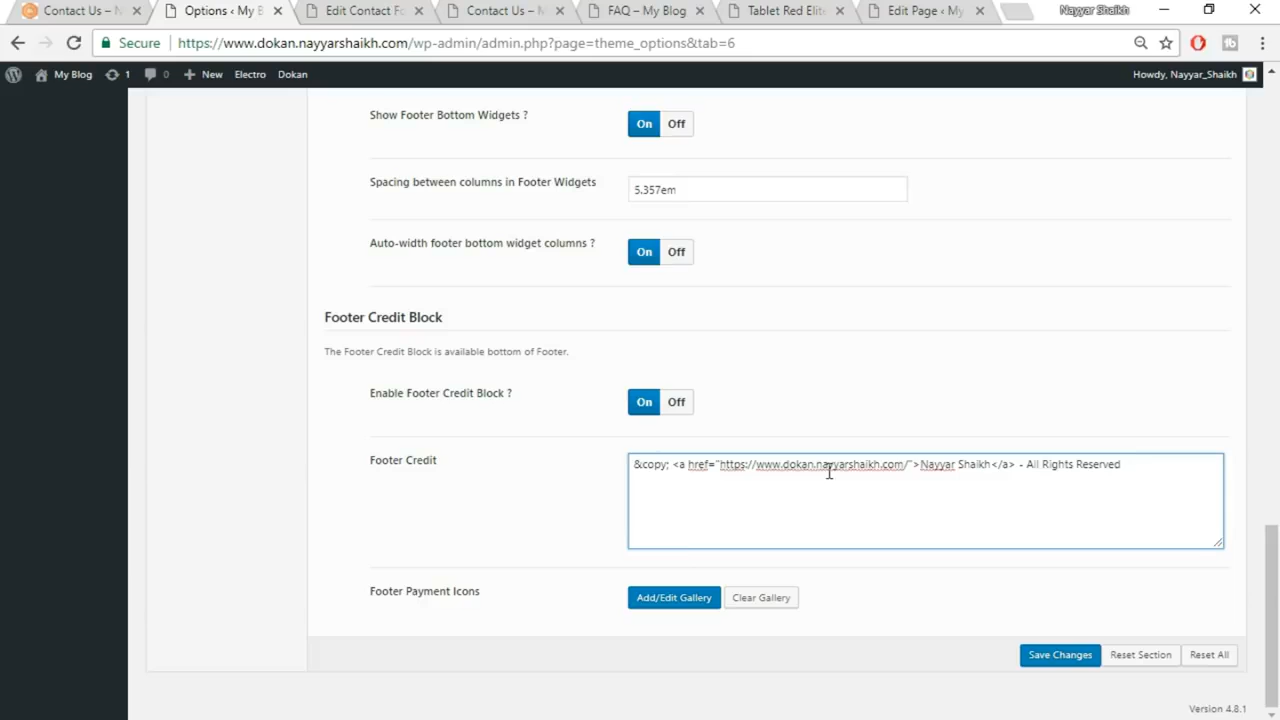 Contact Us – N
Options ‹ My B
Edit Contact Fo
Contact Us – M
FAQ – My Blog
Tablet Red Elite
Edit Page ‹ My
Nayyar Shaikh
Secure
https://www.dokan.nayyarshaikh.com/wp-admin/admin.php?page=theme_options&tab=6
My Blog
1
0
New
Electro
Dokan
Howdy, Nayyar_Shaikh
Show Footer Bottom Widgets ?
On Off
Spacing between columns in Footer Widgets
5.357em
Auto-width footer bottom widget columns ?
On Off
Footer Credit Block
The Footer Credit Block is available bottom of Footer.
Enable Footer Credit Block ?
On Off
Footer Credit
&copy; <a href="https://www.dokan.nayyarshaikh.com/">Nayyar Shaikh</a> - All Rights Reserved
Footer Payment Icons
Add/Edit Gallery
Clear Gallery
Save Changes
Reset Section
Reset All
Version 4.8.1